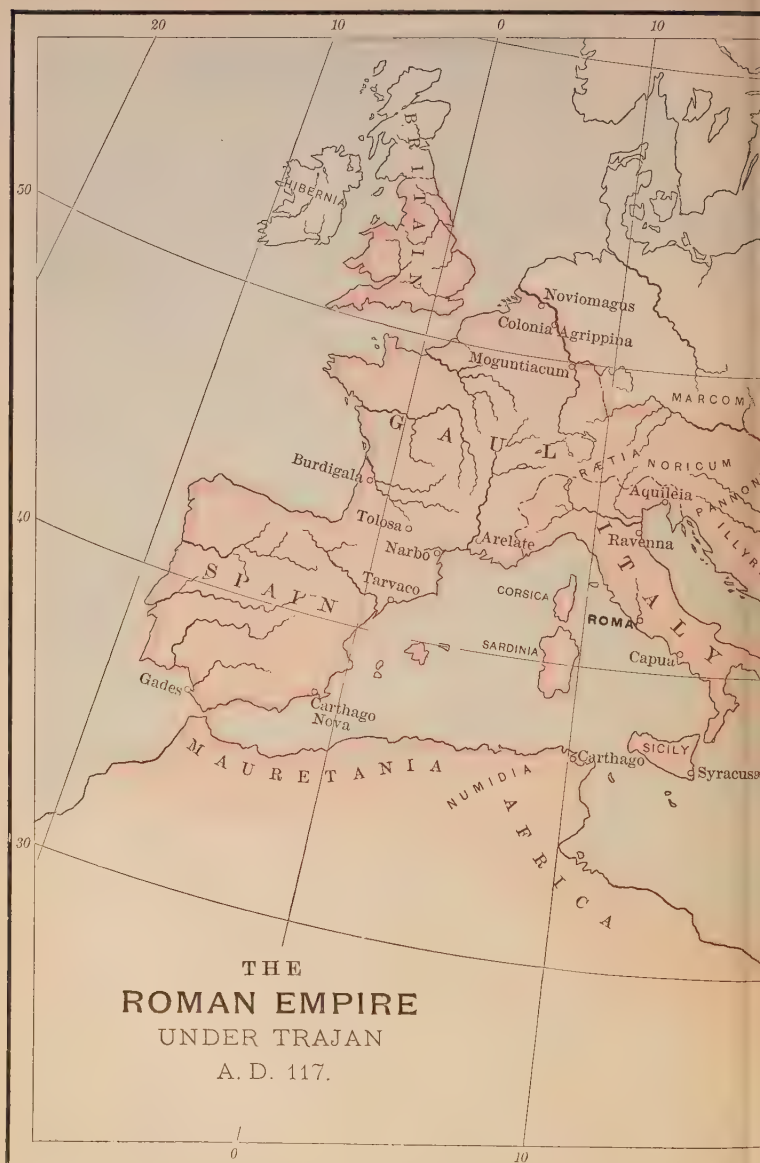 20 10 0 10
50
40
30
HIBERNIA
BRITAIN
Noviomagus
Colonia Agrippina
Moguntiacum
MARCOM
GAUL
RÆTIA
NORICUM
PANNON
ILLYR
Burdigala
Aquileia
Tolosa
Narbo
Arelate
Ravenna
ITALY
SPAIN
Tarvaco
CORSICA
ROMA
SARDINIA
Capua
Gades
Carthago
Nova
MAURETANIA
NUMIDIA
Carthago
SICILY
Syracusa
AFRICA
THE
ROMAN EMPIRE
UNDER TRAJAN
A. D. 117.
0 10